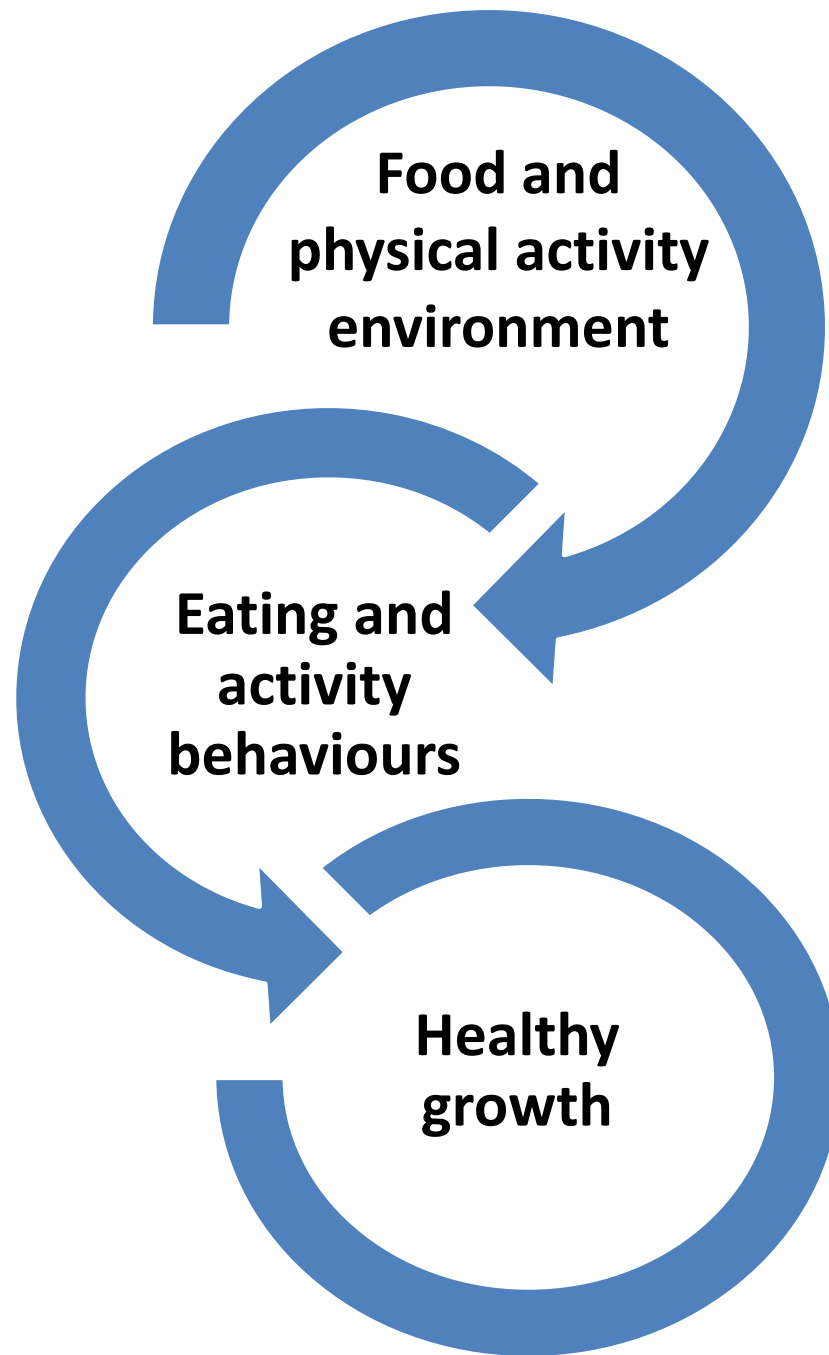 Food and
physical activity
environment
Eating and
activity
behaviours
Healthy
growth